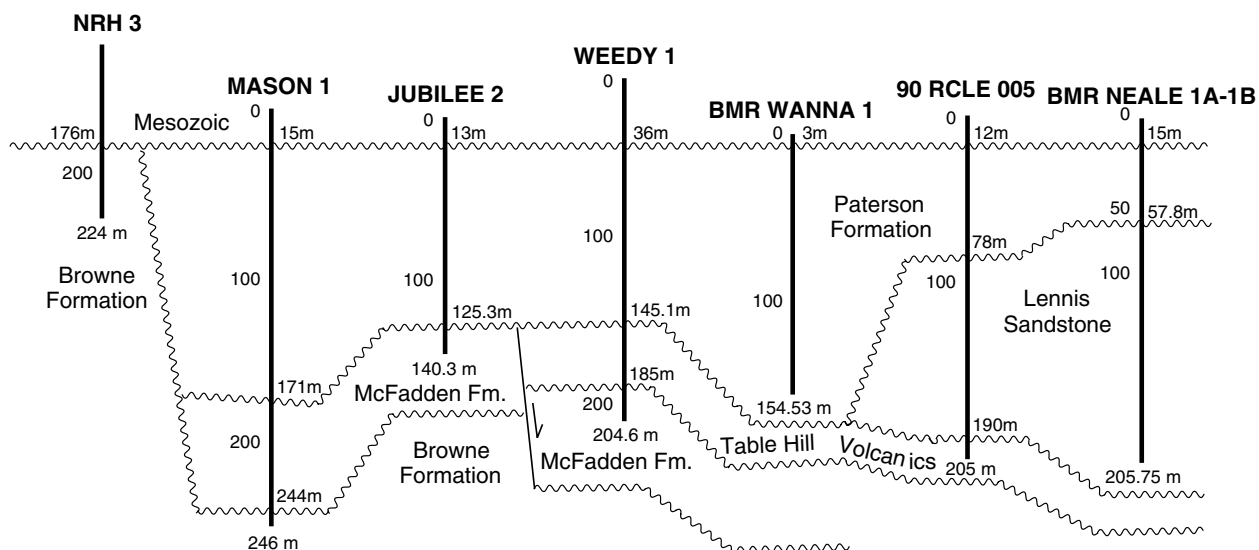 NRH 3
WEEDY 1
MASON 1
JUBILEE 2
90 RCLE 005
BMR NEALE 1A-1B
BMR WANNA 1
0
0
0
0
0
0
176m
Mesozoic
15m
13m
36m
3m
12m
15m
200
224 m
Browne
Formation
100
100
100
100
Paterson
Formation
50
57.8m
78m
100
100
Lennis
Sandstone
125.3m
145.1m
140.3 m
McFadden Fm.
171m
185m
200
154.53 m
200
204.6 m
Browne
Formation
McFadden Fm.
Table Hill
Volcanics
190m
205 m
205.75 m
244m
246 m